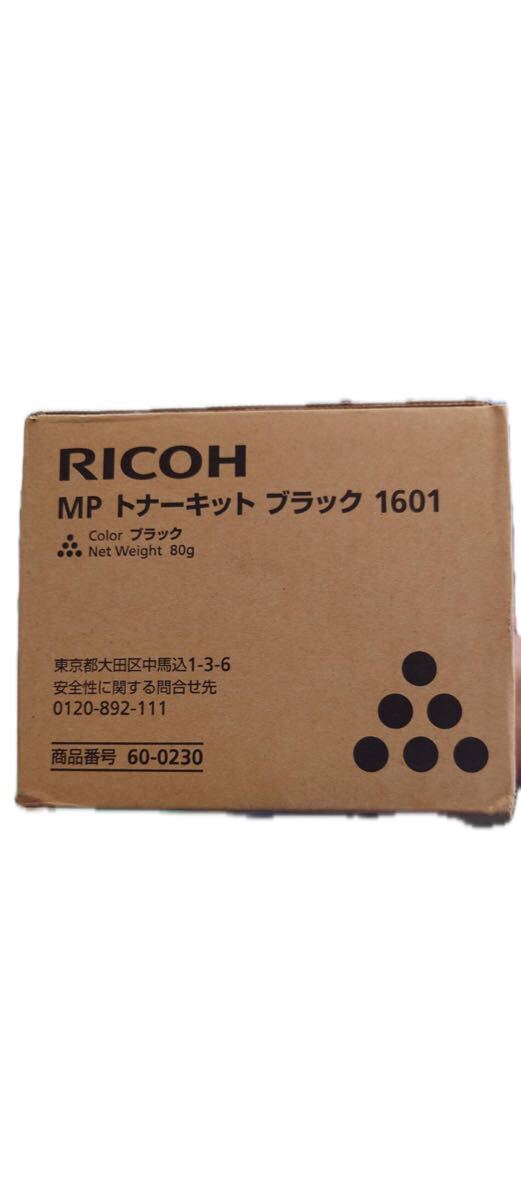 RICOH
MP トナーキット ブラック 1601
Color ブラック
Net Weight 80g
東京都大田区中馬込1-3-6
安全性に関する問合せ先
0120-892-111
商品番号 60-0230